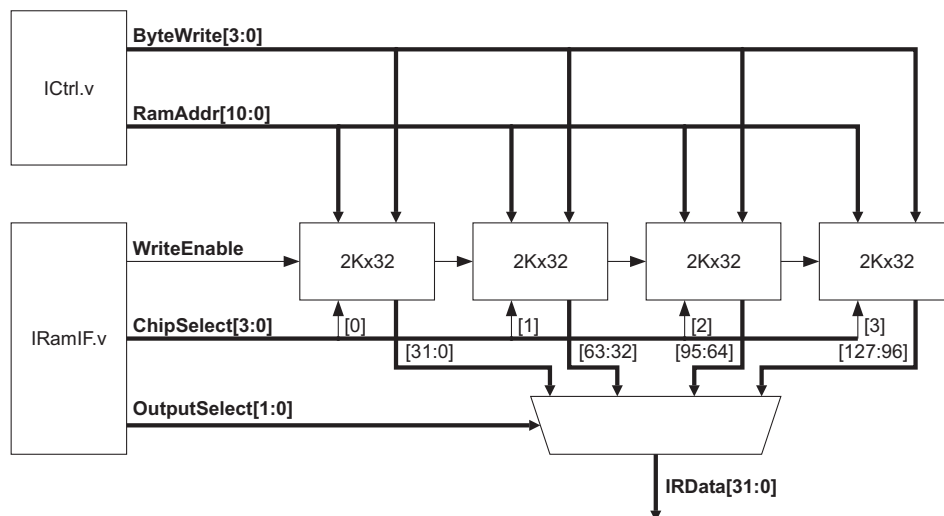 ByteWrite[3:0]
ICtrl.v
RamAddr[10:0]
WriteEnable
2Kx32 2Kx32 2Kx32 2Kx32
ChipSelect[3:0] [0] [1] [2] [3]
IRamIF.v
[31:0] [63:32] [95:64] [127:96]
OutputSelect[1:0]
IRData[31:0]